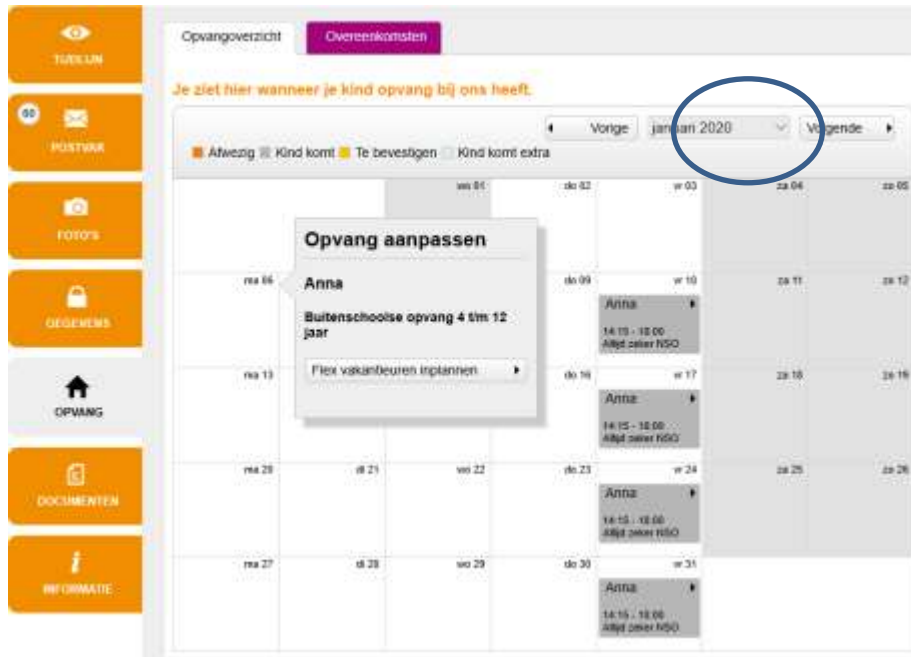 TIJDLIJN
60
POSTVAK
FOTO'S
GEGEVENS
OPVANG
DOCUMENTEN
INFORMATIE
Opvangoverzicht
Overeenkomsten
Je ziet hier wanneer je kind opvang bij ons heeft.
Vorige
januari 2020
Volgende
Afwezig
Kind komt
Te bevestigen
Kind komt extra
wo 01
do 02
vr 03
za 04
zo 05
Opvang aanpassen
Anna
Buitenschoolse opvang 4 t/m 12
jaar
Flex vakantieuren inplannen
ma 06
do 09
vr 10
za 11
zo 12
Anna
14:15 - 18:00
Altijd zeker NSO
ma 13
do 16
vr 17
za 18
zo 19
Anna
14:15 - 18:00
Altijd zeker NSO
ma 20
di 21
wo 22
do 23
vr 24
za 25
zo 26
Anna
14:15 - 18:00
Altijd zeker NSO
ma 27
di 28
wo 29
do 30
vr 31
Anna
14:15 - 18:00
Altijd zeker NSO